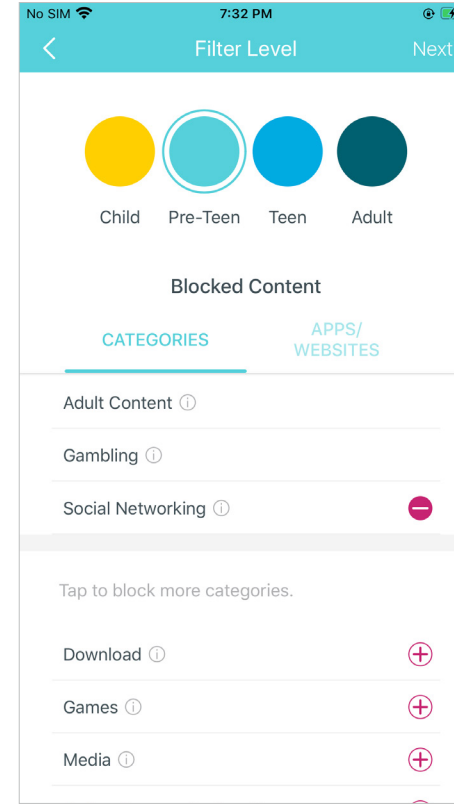 No SIM 7:32 PM
Filter Level Next
Child Pre-Teen Teen Adult
Blocked Content
CATEGORIES
APPS/
WEBSITES
Adult Content
Gambling
Social Networking
Tap to block more categories.
Download
Games
Media